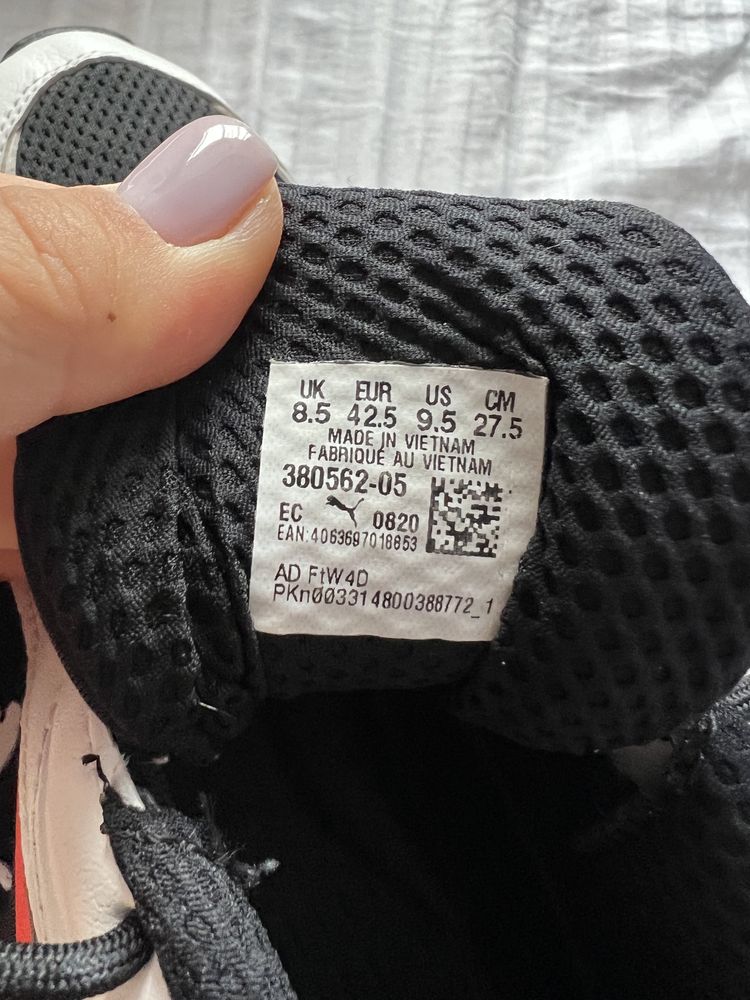 UK EUR US CM
8.5 42.5 9.5 27.5
MADE IN VIETNAM
FABRIQUÉ AU VIETNAM
380562-05
EC 0820
EAN:4063697018853
AD FtW4D
PKn003314800388772_1